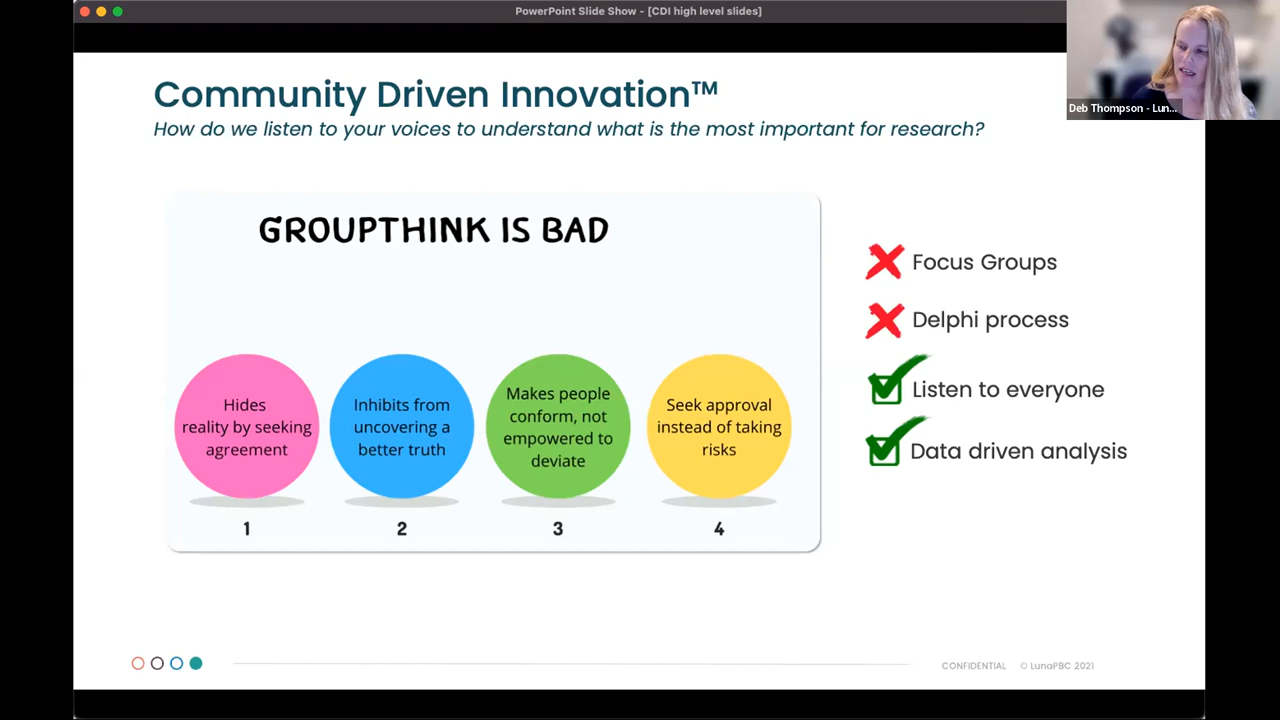 PowerPoint Slide Show - [CDI high level slides]
Deb Thompson - Lun...
Community Driven Innovation™
How do we listen to your voices to understand what is the most important for research?
GROUPTHINK IS BAD
Hides
reality by seeking
agreement
1
Inhibits from
uncovering a
better truth
2
Makes people
conform, not
empowered to
deviate
3
Seek approval
instead of taking
risks
4
Focus Groups
Delphi process
Listen to everyone
Data driven analysis
CONFIDENTIAL © LunaPBC 2021